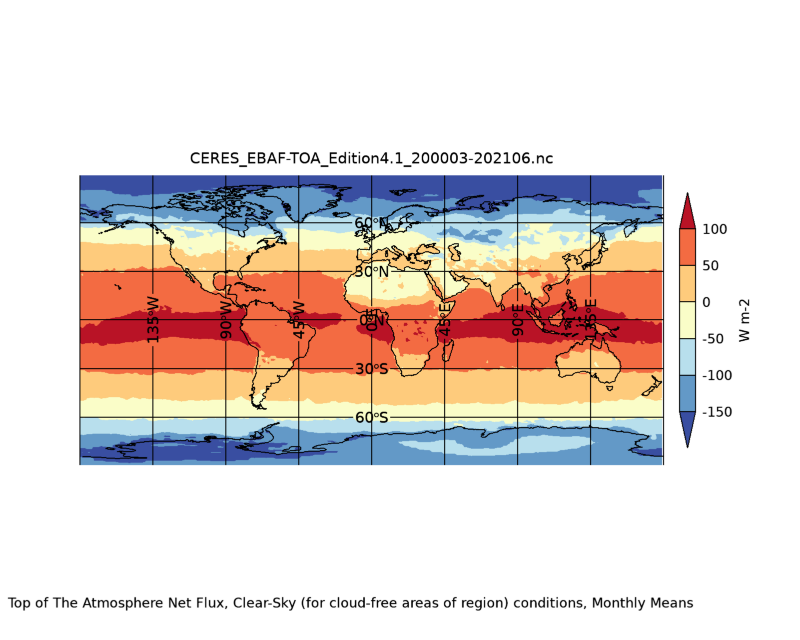 CERES_EBAF-TOA_Edition4.1_200003-202106.nc
60°N
30°N
0°N
30°S
60°S
135°W
90°W
45°W
0°E
45°E
90°E
135°E
100
50
0
-50
-100
-150
W m-2
Top of The Atmosphere Net Flux, Clear-Sky (for cloud-free areas of region) conditions, Monthly Means